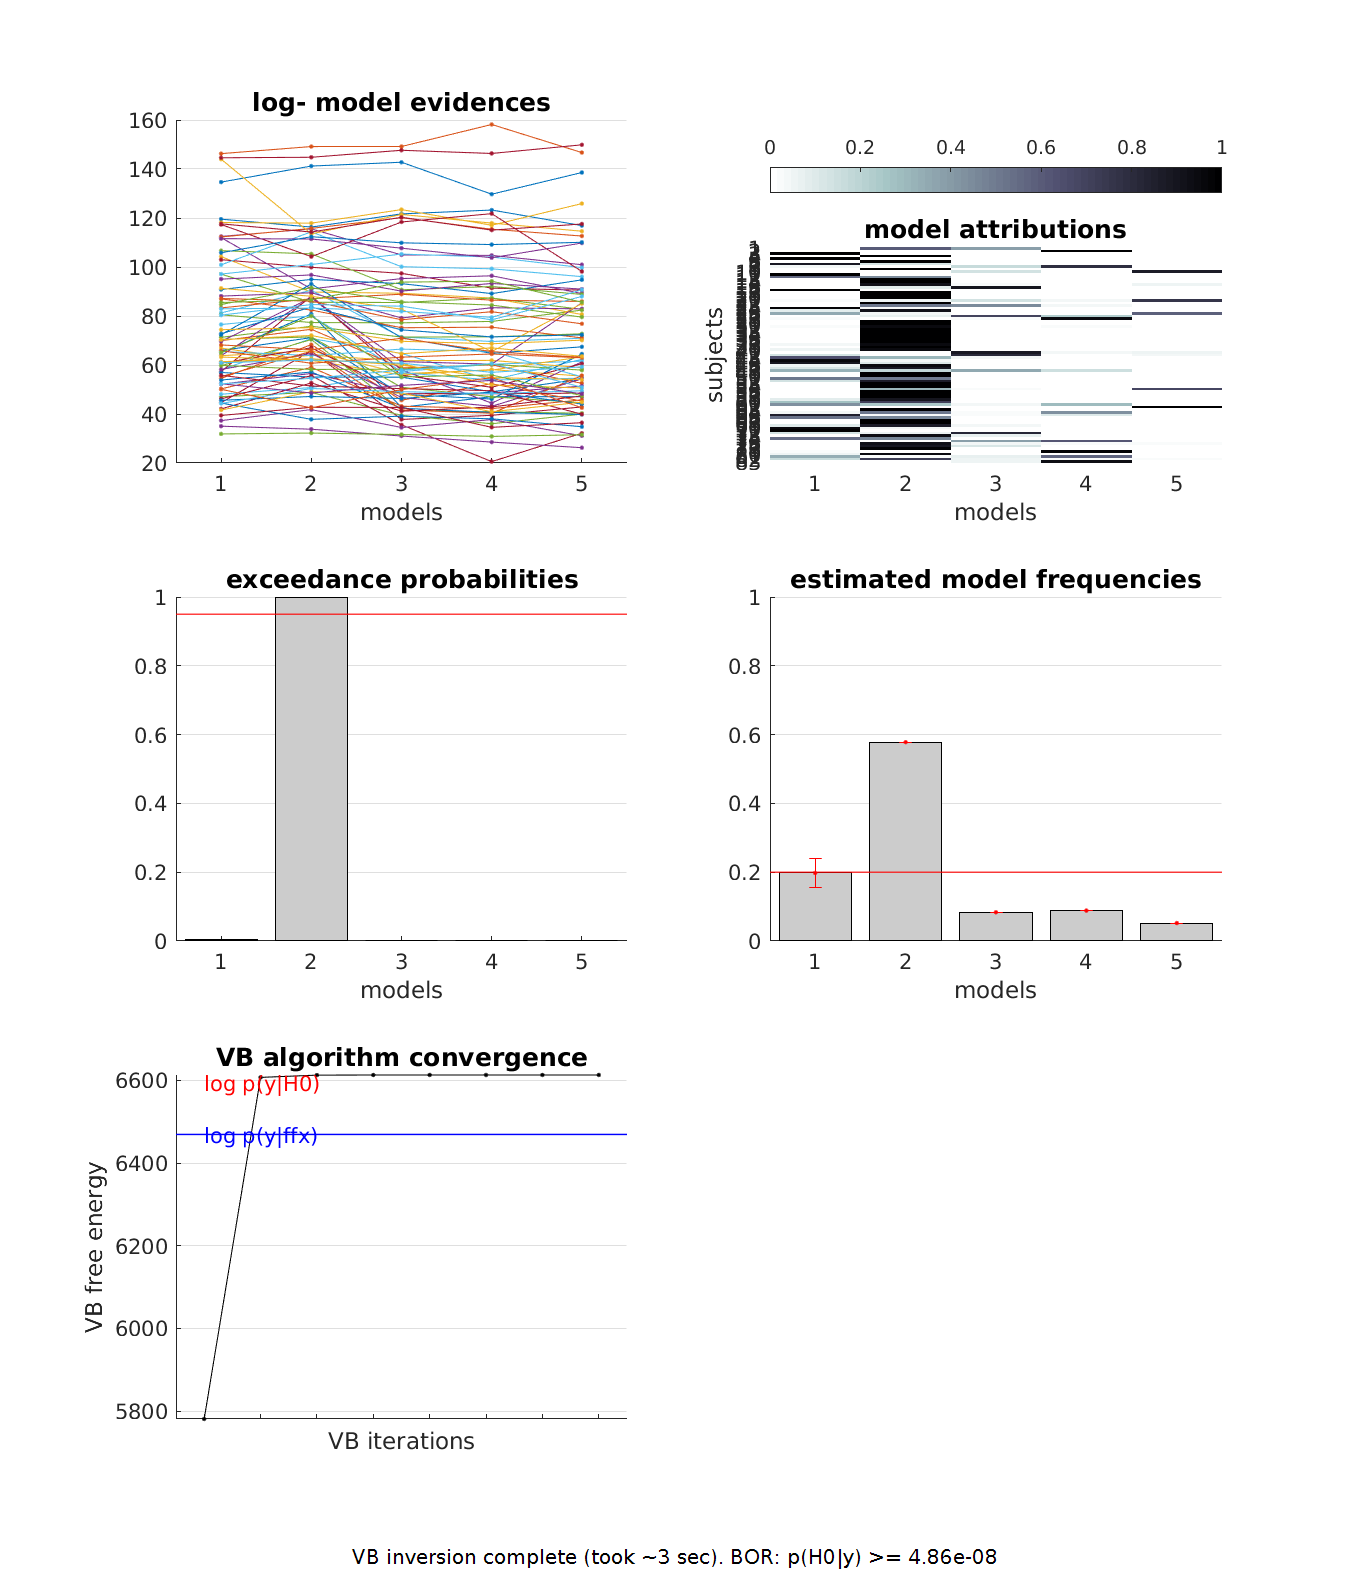 log- model evidences
160
140
120
100
80
60
40
20
1 2 3 4 5
models
0 0.2 0.4 0.6 0.8 1
model attributions
subjects
1 2 3 4 5
models
exceedance probabilities
1
0.8
0.6
0.4
0.2
0
1 2 3 4 5
models
estimated model frequencies
1
0.8
0.6
0.4
0.2
0
1 2 3 4 5
models
VB algorithm convergence
6600
6400
6200
6000
5800
log p(y|H0)
log p(y|ffx)
VB free energy
VB iterations
VB inversion complete (took ~3 sec). BOR: p(H0|y) >= 4.86e-08